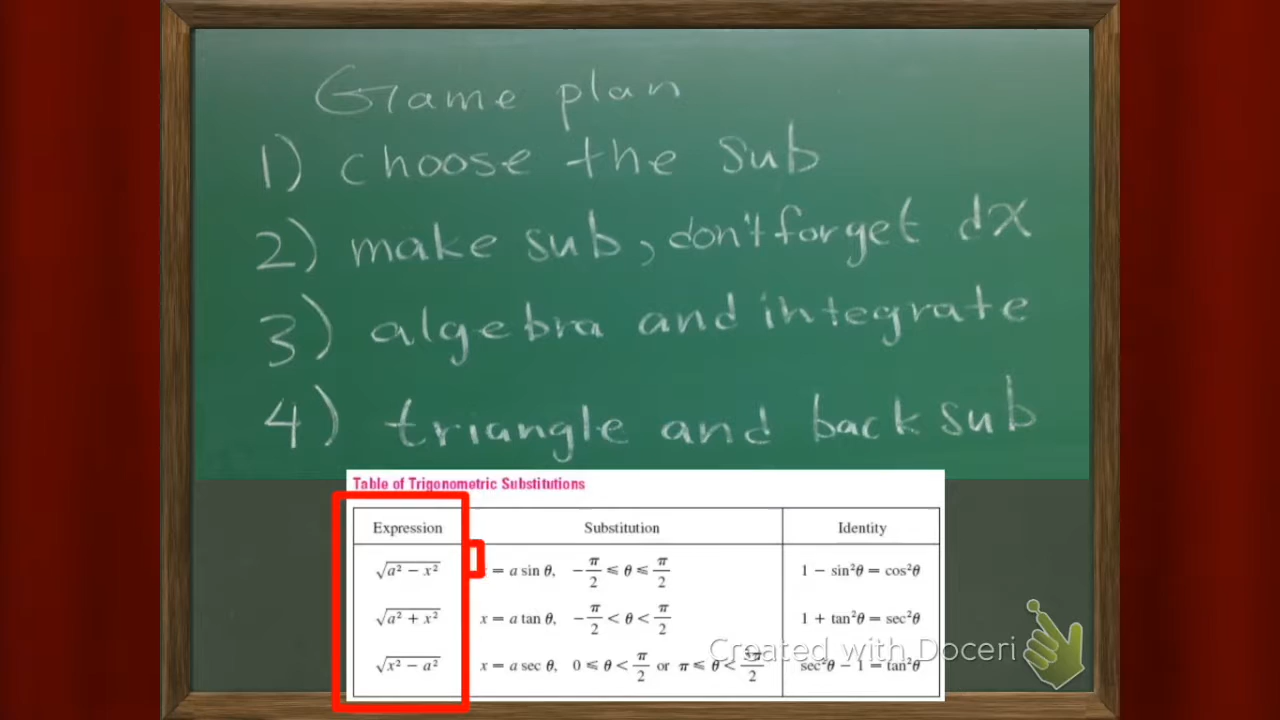 Game plan
1) choose the sub
2) make sub, don't forget dx
3) algebra and integrate
4) triangle and back sub
Table of Trigonometric Substitutions
Expression Substitution Identity
√a² − x² = a sin θ, −π/2 ⩽ θ ⩽ π/2 1 − sin²θ = cos²θ
√a² + x² x = a tan θ, −π/2 < θ < π/2 1 + tan²θ = sec²θ
√x² − a² x = a sec θ, 0 ⩽ θ < π/2 or π ⩽ θ < 3π/2 sec²θ − 1 = tan²θ
Created with Doceri